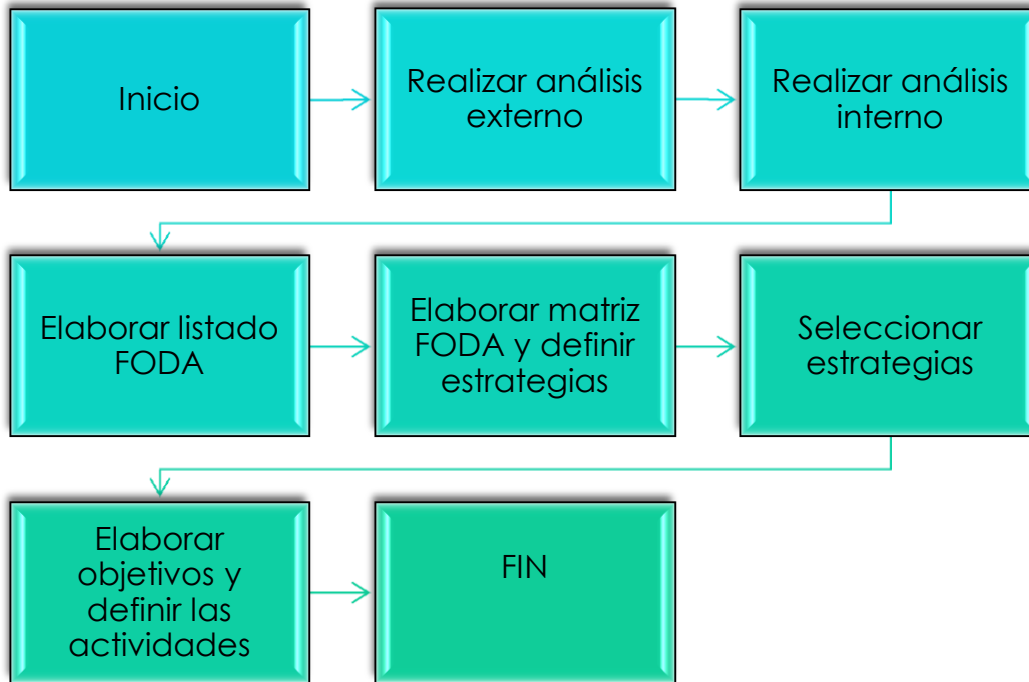 Inicio
Realizar análisis
externo
Realizar análisis
interno
Elaborar listado
FODA
Elaborar matriz
FODA y definir
estrategias
Seleccionar
estrategias
Elaborar
objetivos y
definir las
actividades
FIN